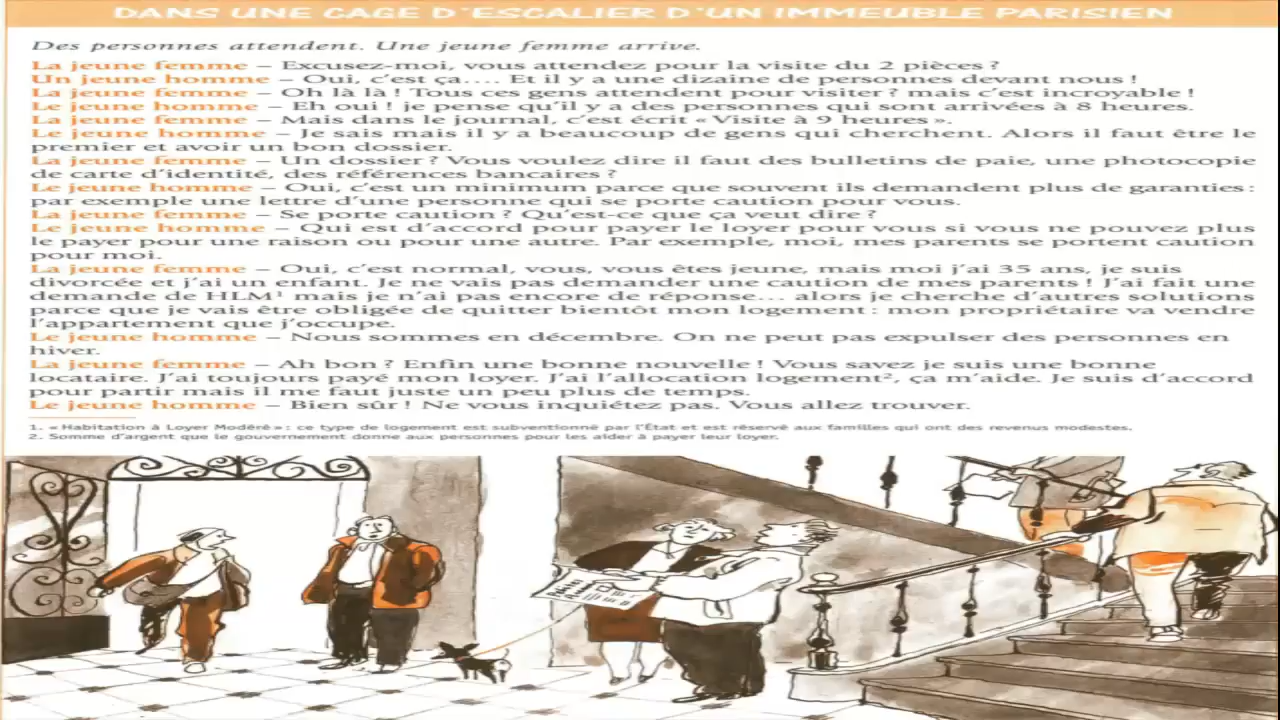 DANS UNE CAGE D'ESCALIER D'UN IMMEUBLE PARISIEN
Des personnes attendent. Une jeune femme arrive.
La jeune femme – Excusez-moi, vous attendez pour la visite du 2 pièces ?
Un jeune homme – Oui, c'est ça.... Et il y a une dizaine de personnes devant nous !
La jeune femme – Oh là là ! Tous ces gens attendent pour visiter ? mais c'est incroyable !
Le jeune homme – Eh oui ! je pense qu'il y a des personnes qui sont arrivées à 8 heures.
La jeune femme – Mais dans le journal, c'est écrit « Visite à 9 heures ».
Le jeune homme – Je sais mais il y a beaucoup de gens qui cherchent. Alors il faut être le
premier et avoir un bon dossier.
La jeune femme – Un dossier ? Vous voulez dire il faut des bulletins de paie, une photocopie
de carte d'identité, des références bancaires ?
Le jeune homme – Oui, c'est un minimum parce que souvent ils demandent plus de garanties :
par exemple une lettre d'une personne qui se porte caution pour vous.
La jeune femme – Se porte caution ? Qu'est-ce que ça veut dire ?
Le jeune homme – Qui est d'accord pour payer le loyer pour vous si vous ne pouvez plus
le payer pour une raison ou pour une autre. Par exemple, moi, mes parents se portent caution
pour moi.
La jeune femme – Oui, c'est normal, vous, vous êtes jeune, mais moi j'ai 35 ans, je suis
divorcée et j'ai un enfant. Je ne vais pas demander une caution de mes parents ! J'ai fait une
demande de HLM¹ mais je n'ai pas encore de réponse... alors je cherche d'autres solutions
parce que je vais être obligée de quitter bientôt mon logement : mon propriétaire va vendre
l'appartement que j'occupe.
Le jeune homme – Nous sommes en décembre. On ne peut pas expulser des personnes en
hiver.
La jeune femme – Ah bon ? Enfin une bonne nouvelle ! Vous savez je suis une bonne
locataire. J'ai toujours payé mon loyer. J'ai l'allocation logement², ça m'aide. Je suis d'accord
pour partir mais il me faut juste un peu plus de temps.
Le jeune homme – Bien sûr ! Ne vous inquiétez pas. Vous allez trouver.
1. « Habitation à Loyer Modéré » : ce type de logement est subventionné par l'État et est réservé aux familles qui ont des revenus modestes.
2. Somme d'argent que le gouvernement donne aux personnes pour les aider à payer leur loyer.